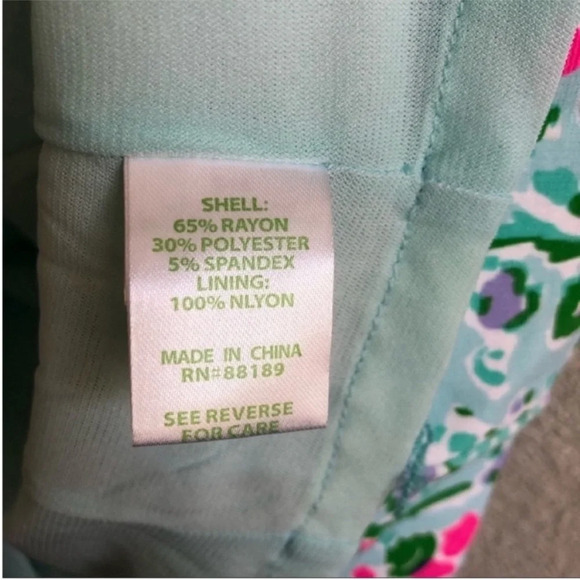 SHELL:
65% RAYON
30% POLYESTER
5% SPANDEX
LINING:
100% NLYON
MADE IN CHINA
RN#88189
SEE REVERSE
FOR CARE